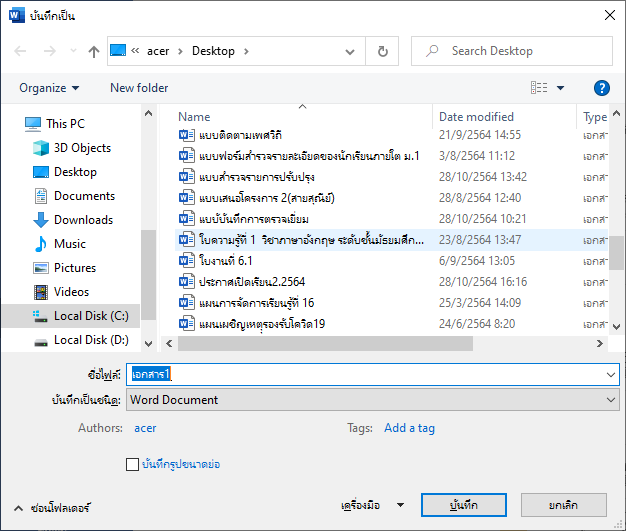 บันทึกเป็น
acer › Desktop ›
Search Desktop
Organize
New folder
This PC
3D Objects
Desktop
Documents
Downloads
Music
Pictures
Videos
Local Disk (C:)
Local Disk (D:)
Name Date modified Type
แบบติดตามเพศวิถี 21/9/2564 14:55 เอกส
แบบฟอร์มสำรวจรายละเอียดของนักเรียนภายใต ม.1 3/8/2564 11:12 เอกส
แบบสำรวจรายการปรับปรุง 28/10/2564 13:42 เอกส
แบบเสนอโครงการ 2(สายสุณีย์) 28/8/2564 12:40 เอกส
แบบับันทึกการตรวจเยี่ยม 28/10/2564 10:21 เอกส
ใบความรู้ที่ 1 วิชาภาษาอังกฤษ ระดับชั้นมัธยมศึก... 23/8/2564 13:47 เอกส
ใบงานที่ 6.1 6/9/2564 13:05 เอกส
ประกาศเปิดเรียน2.2564 28/10/2564 16:16 เอกส
แผนการจัดการเรียนรู้ที่ 16 25/3/2564 14:09 เอกส
แผนเผชิญเหตุรองรับโควิด19 24/6/2564 8:20 เอกส
ชื่อไฟล์: เอกสาร1
บันทึกเป็นชนิด: Word Document
Authors: acer Tags: Add a tag
บันทึกรูปขนาดย่อ
ซ่อนโฟลเดอร์ เครื่องมือ บันทึก ยกเลิก